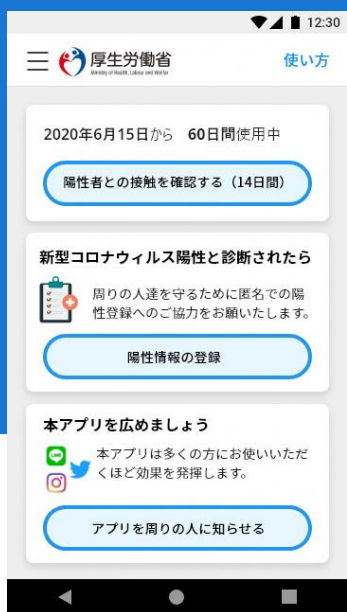 12:30
厚生労働省
Ministry of Health, Labour and Welfar
使い方
2020年6月15日から 60日間使用中
陽性者との接触を確認する（14日間）
新型コロナウィルス陽性と診断されたら
周りの人達を守るために匿名での陽
性登録へのご協力をお願いいたします。
陽性情報の登録
本アプリを広めましょう
本アプリは多くの方にお使いいただ
くほど効果を発揮します。
アプリを周りの人に知らせる